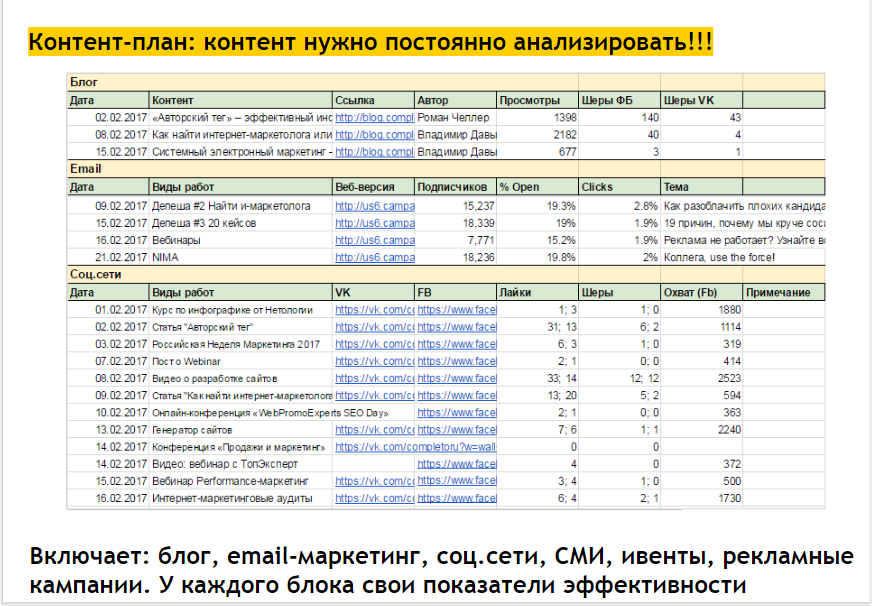 Контент-план: контент нужно постоянно анализировать!!!
Блог
Дата Контент Ссылка Автор Просмотры Шеры ФБ Шеры VK
02.02.2017 «Авторский тег» – эффективный инс http://blog.compl Роман Челлер 1398 140 43
08.02.2017 Как найти интернет-маркетолога или http://blog.compl Владимир Давы 2182 40 4
15.02.2017 Системный электронный маркетинг - http://blog.compl Владимир Давы 677 3 1
Email
Дата Виды работ Веб-версия Подписчиков % Open Clicks Тема
09.02.2017 Депеша #2 Найти и-маркетолога http://us6.campa 15,237 19.3% 2.8% Как разоблачить плохих кандида
15.02.2017 Депеша #3 20 кейсов http://us6.campa 18,339 19% 1.9% 19 причин, почему мы круче сос
16.02.2017 Вебинары http://us6.campa 7,771 15.2% 1.9% Реклама не работает? Узнайте в
21.02.2017 NIMA http://us6.campa 18,236 19.8% 2% Коллега, use the force!
Соц.сети
Дата Виды работ VK FB Лайки Шеры Охват (Fb) Примечание
01.02.2017 Курс по инфографике от Нетологии https://vk.com/cc https://www.facel 1; 3 1; 0 1880
02.02.2017 Статья "Авторский тег" https://vk.com/cc https://www.facel 31; 13 6; 2 1114
03.02.2017 Российская Неделя Маркетинга 2017 https://vk.com/cc https://www.facel 6; 3 1; 0 319
07.02.2017 Пост о Webinar https://vk.com/cc https://www.facel 2; 1 0; 0 414
08.02.2017 Видео о разработке сайтов https://vk.com/cc https://www.facel 33; 14 12; 12 2523
09.02.2017 Статья "Как найти интернет-маркетолога https://vk.com/cc https://www.facel 13; 20 5; 2 594
10.02.2017 Онлайн-конференция «WebPromoExperts SEO Day» https://www.facel 2; 1 0; 0 363
13.02.2017 Генератор сайтов https://vk.com/cc https://www.facel 7; 6 1; 1 2240
14.02.2017 Конференция «Продажи и маркетинг» https://vk.com/completoru?w=wall 0 0
14.02.2017 Видео: вебинар с ТопЭксперт https://www.facel 4 0 372
15.02.2017 Вебинар Performance-маркетинг https://vk.com/cc https://www.facel 3; 4 1; 0 500
16.02.2017 Интернет-маркетинговые аудиты https://vk.com/cc https://www.facel 6; 4 2; 1 1730
Включает: блог, email-маркетинг, соц.сети, СМИ, ивенты, рекламные
кампании. У каждого блока свои показатели эффективности